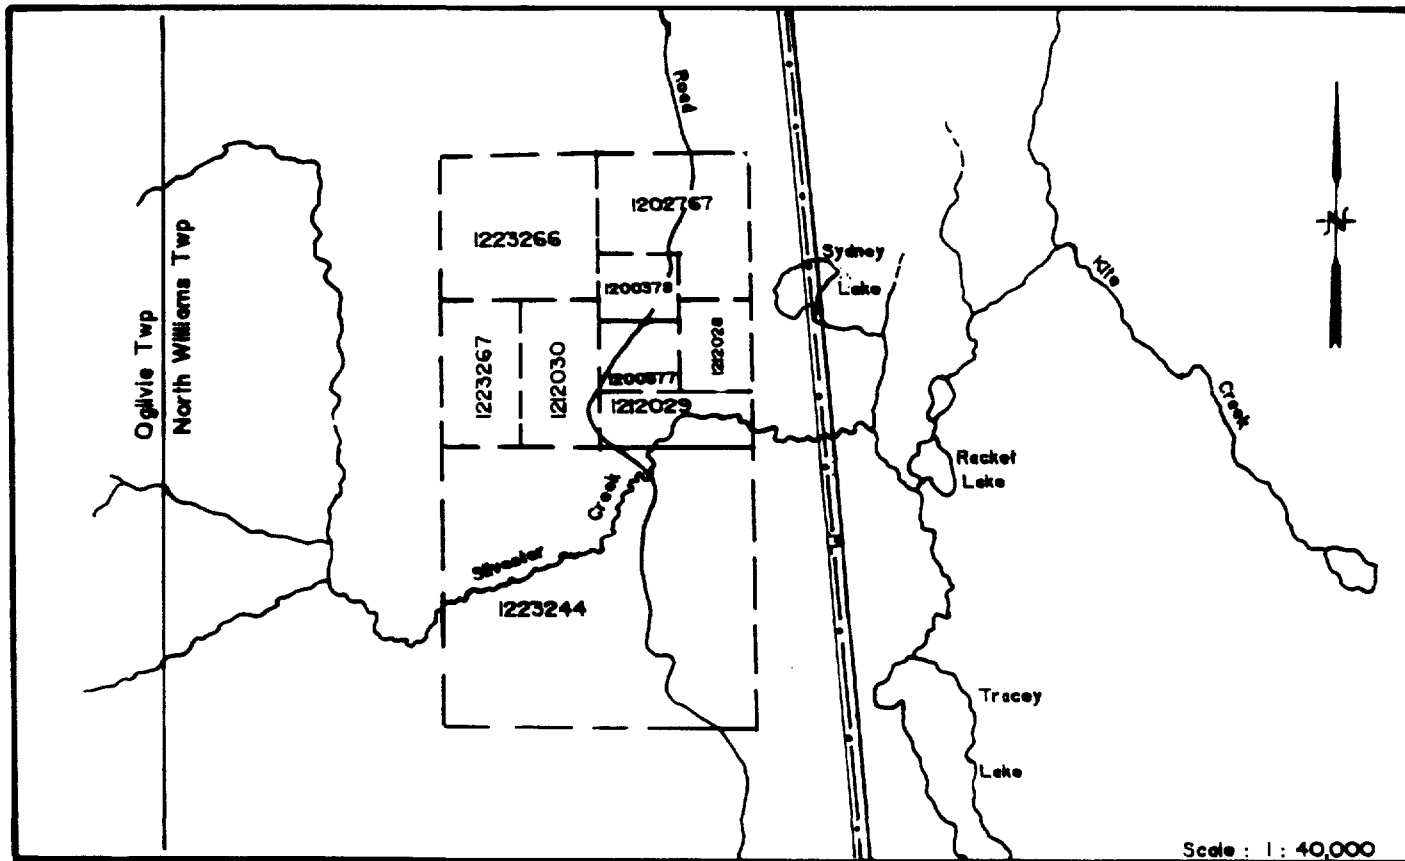 Road
1202767
1223266
Sydney
Lake
Kite
Creek
1200378
1212028
Ogilvie Twp
North Williams Twp
1223267
1212030
1200377
1212029
Racket
Lake
Creek
Silvester
1223244
Tracey
Lake
N
Scale : 1 : 40,000